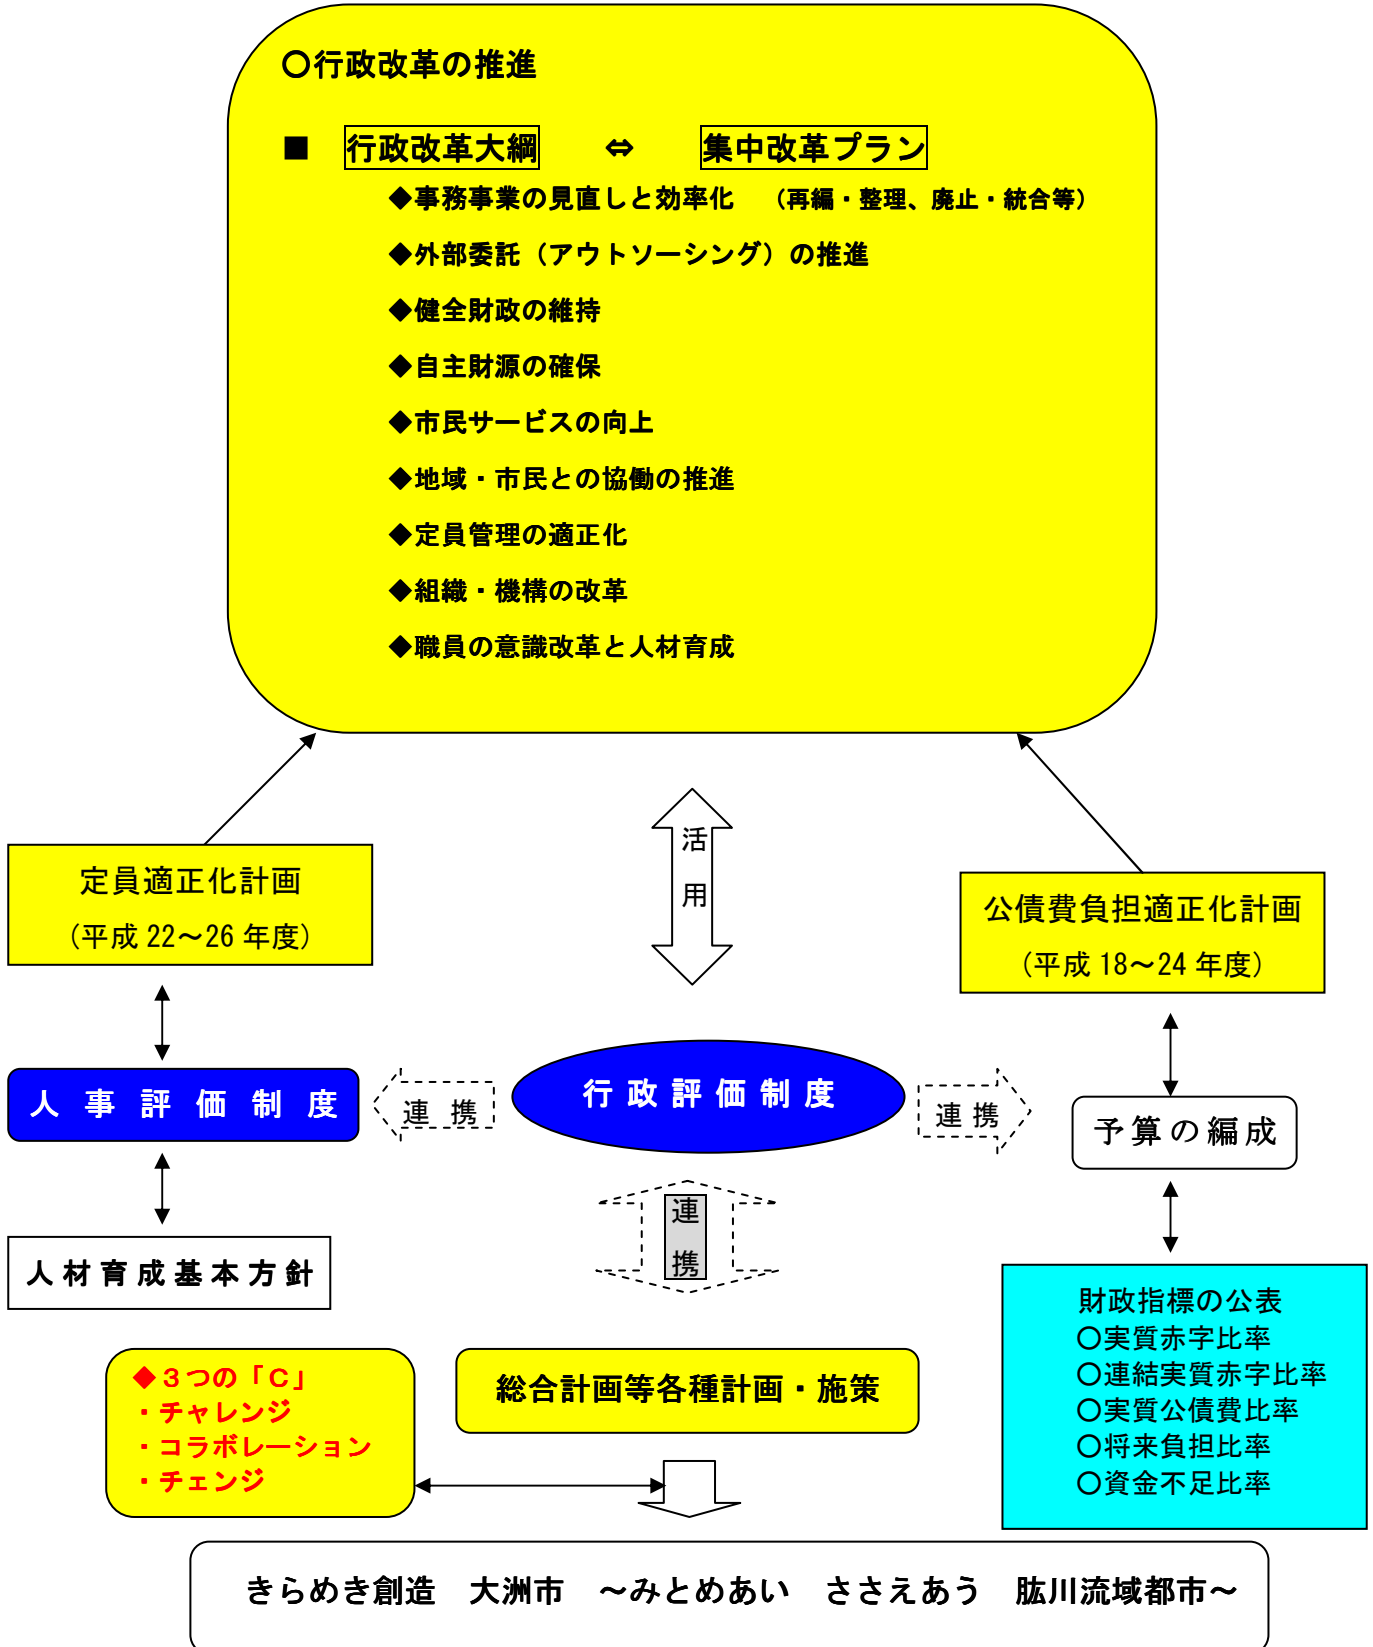 〇行政改革の推進
■ 行政改革大綱 ⇔ 集中改革プラン
◆事務事業の見直しと効率化 （再編・整理、廃止・統合等）
◆外部委託（アウトソーシング）の推進
◆健全財政の維持
◆自主財源の確保
◆市民サービスの向上
◆地域・市民との協働の推進
◆定員管理の適正化
◆組織・機構の改革
◆職員の意識改革と人材育成
活
用
定員適正化計画
（平成 22～26 年度）
公債費負担適正化計画
（平成 18～24 年度）
人事評価制度
連 携
行政評価制度
連 携
予算の編成
連
携
人材育成基本方針
財政指標の公表
〇実質赤字比率
〇連結実質赤字比率
〇実質公債費比率
〇将来負担比率
〇資金不足比率
◆３つの「Ｃ」
・チャレンジ
・コラボレーション
・チェンジ
総合計画等各種計画・施策
きらめき創造 大洲市 ～みとめあい ささえあう 肱川流域都市～